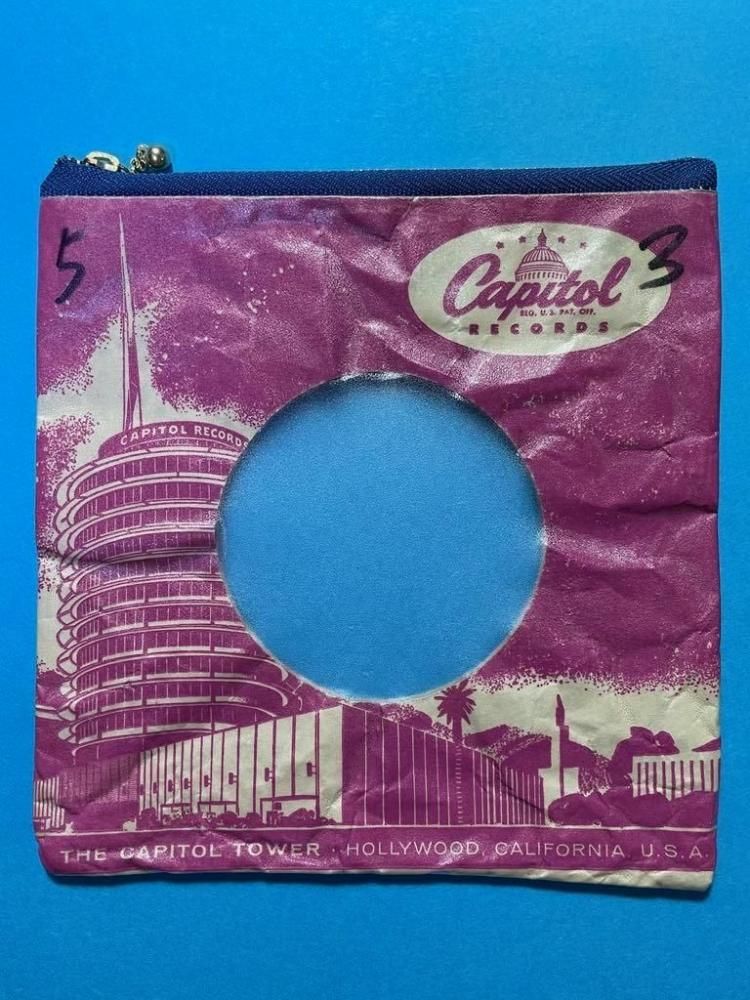 5
3
Capitol
REG. U.S. PAT. OFF.
RECORDS
CAPITOL RECORDS
THE CAPITOL TOWER · HOLLYWOOD, CALIFORNIA, U.S.A.